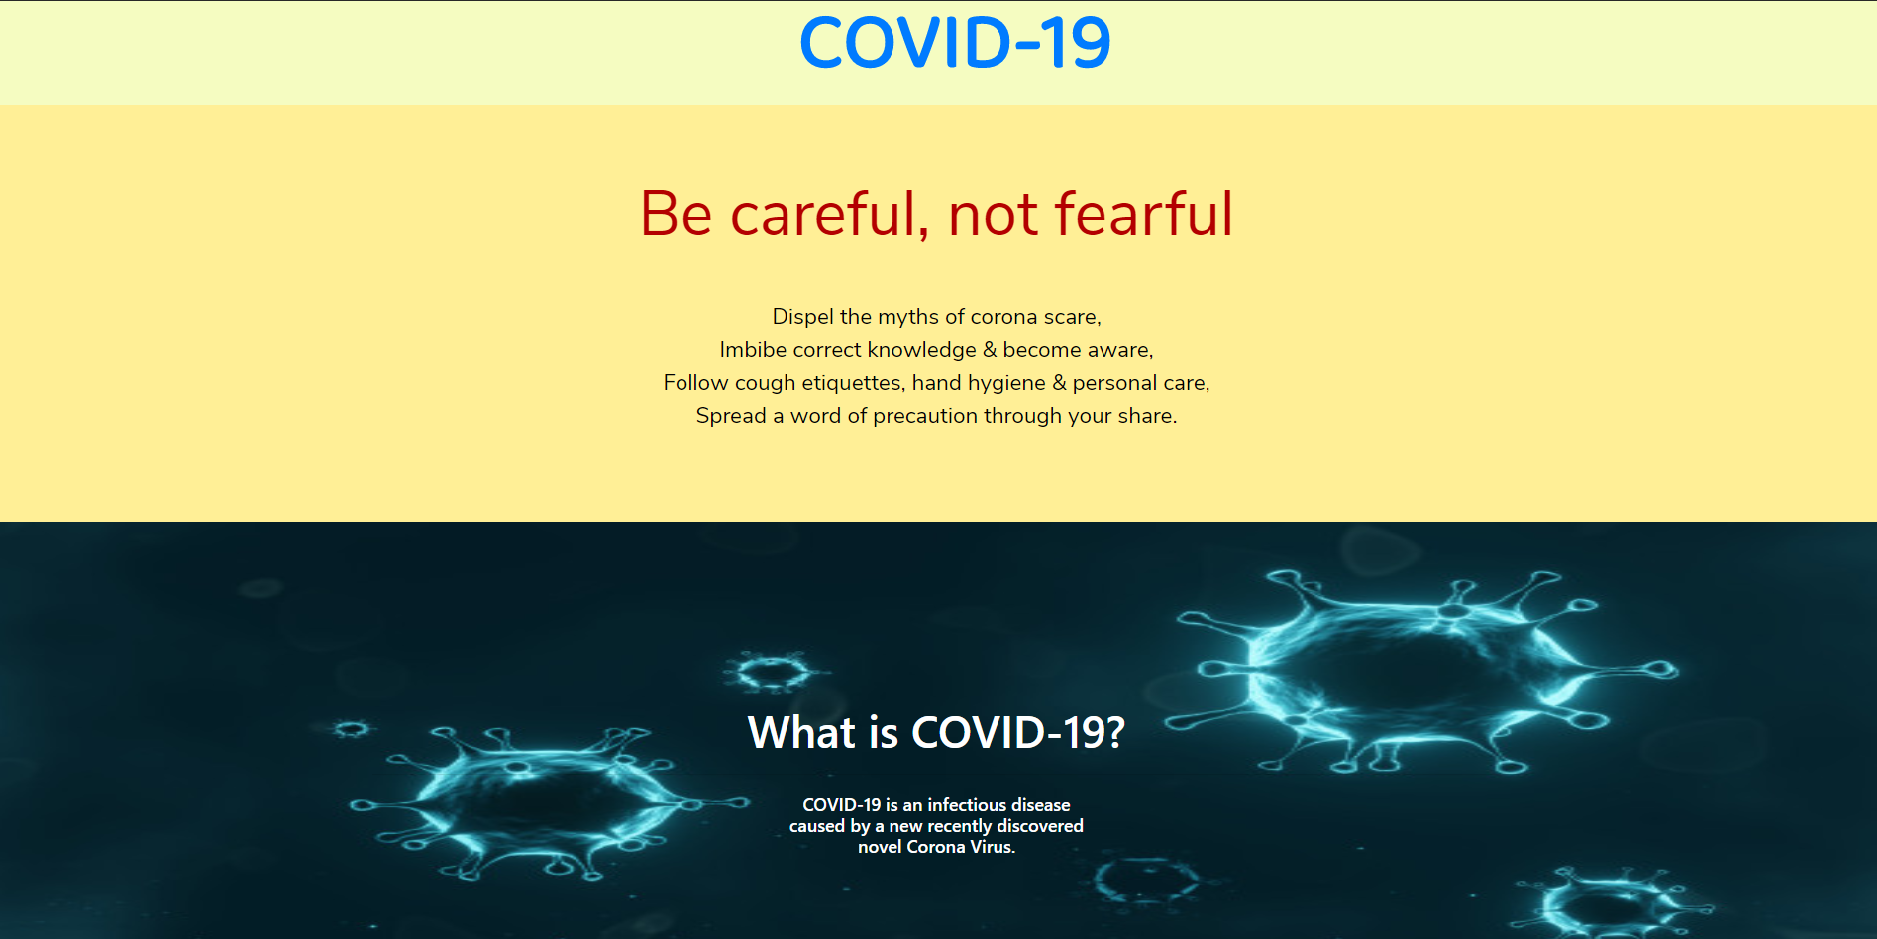 COVID-19
Be careful, not fearful
Dispel the myths of corona scare,
Imbibe correct knowledge & become aware,
Follow cough etiquettes, hand hygiene & personal care,
Spread a word of precaution through your share.
What is COVID-19?
COVID-19 is an infectious disease
caused by a new recently discovered
novel Corona Virus.